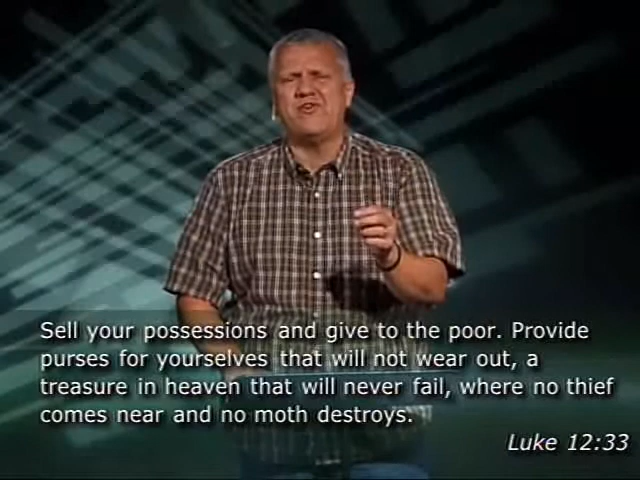 Sell your possessions and give to the poor. Provide
purses for yourselves that will not wear out, a
treasure in heaven that will never fail, where no thief
comes near and no moth destroys.
Luke 12:33